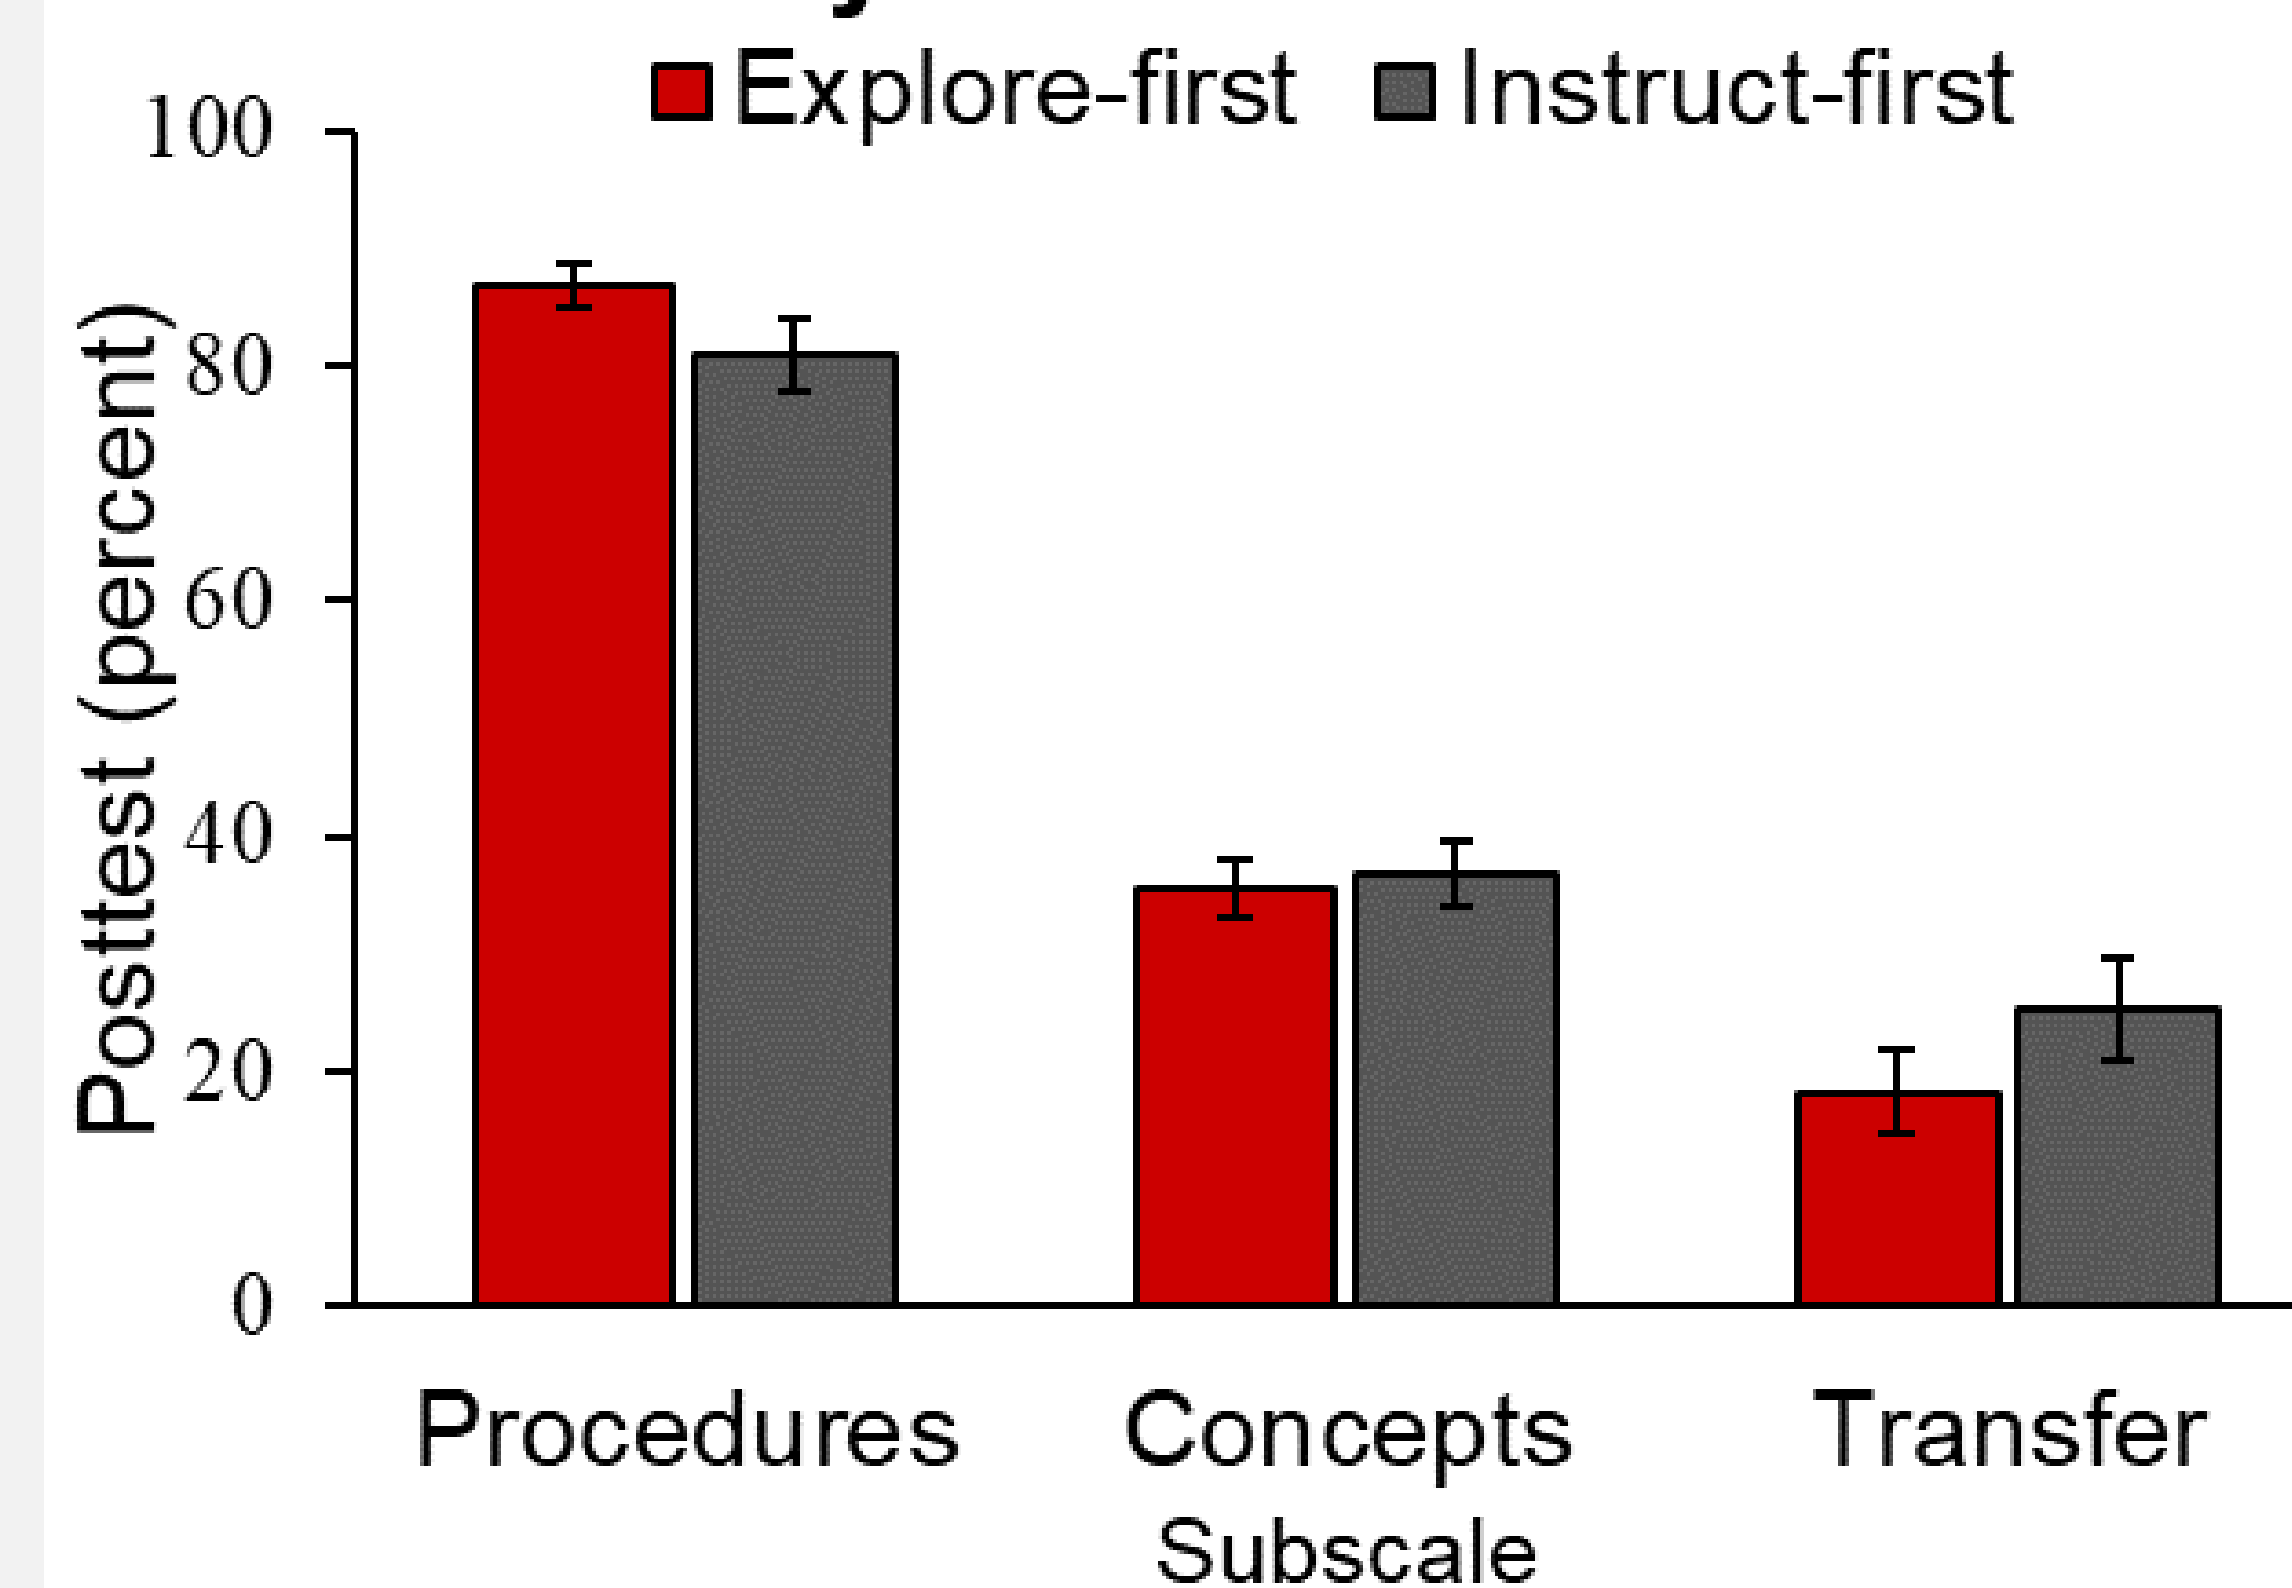 Explore-first Instruct-first
100
80
60
40
20
0
Posttest (percent)
Procedures Concepts Transfer
Subscale